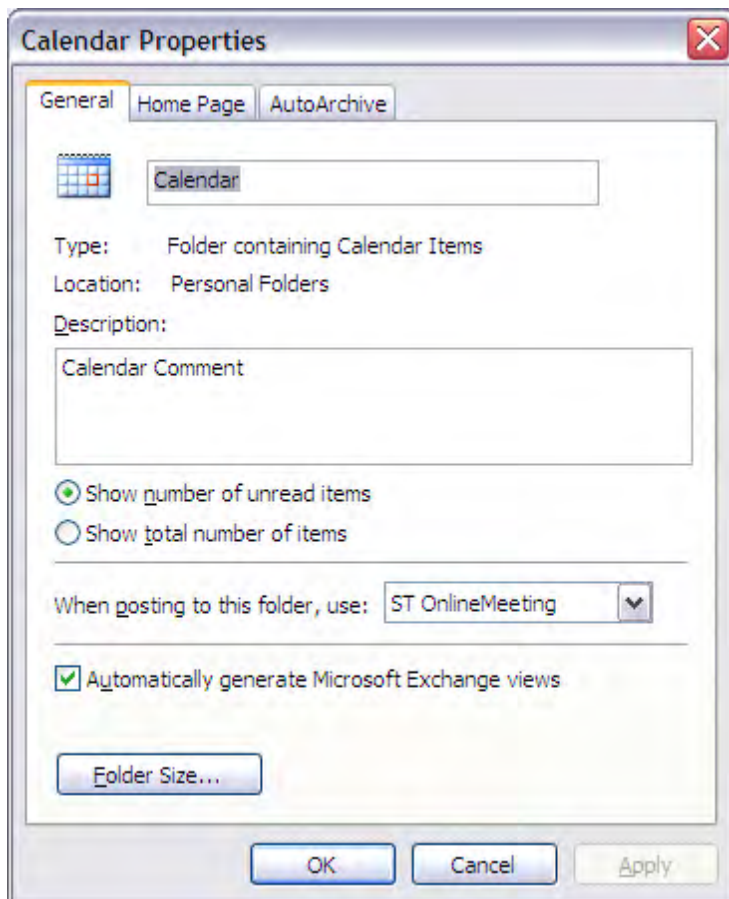 Calendar Properties
General Home Page AutoArchive
Calendar
Type: Folder containing Calendar Items
Location: Personal Folders
Description:
Calendar Comment
Show number of unread items
Show total number of items
When posting to this folder, use: ST OnlineMeeting
Automatically generate Microsoft Exchange views
Folder Size...
OK Cancel Apply